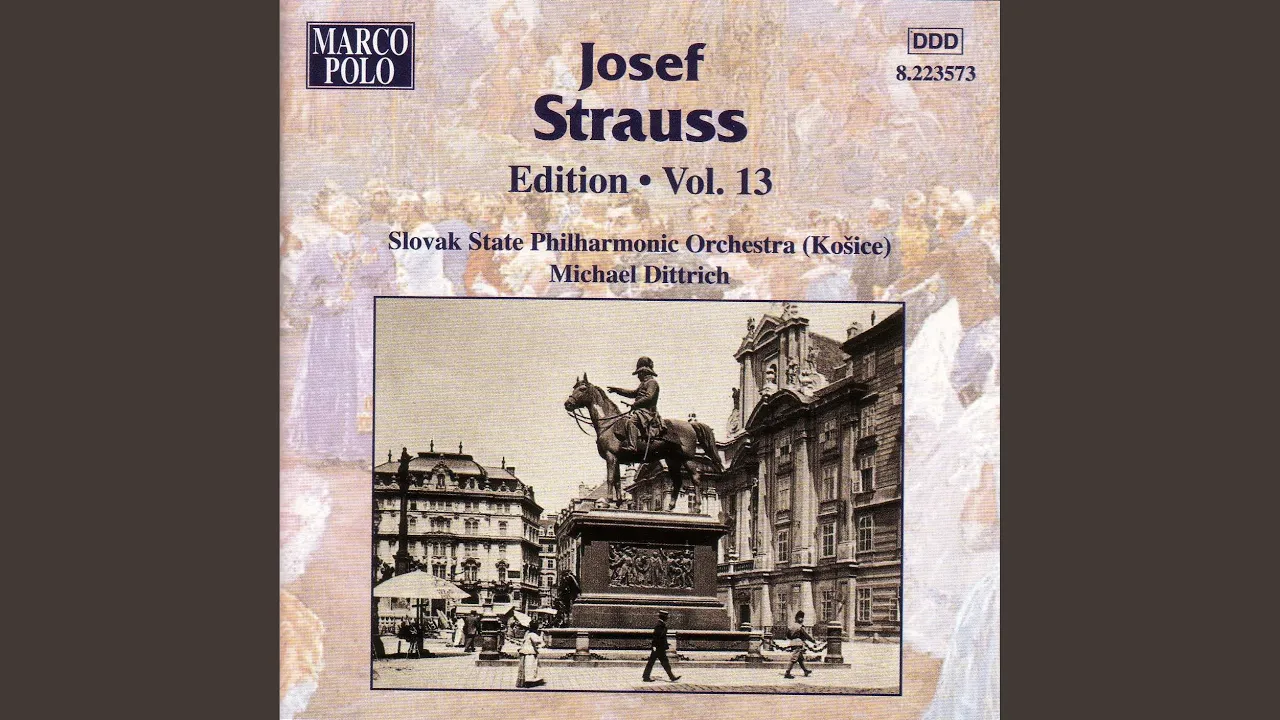 MARCO
POLO
DDD
8.223573
Josef
Strauss
Edition • Vol. 13
Slovak State Philharmonic Orchestra (Košice)
Michael Dittrich